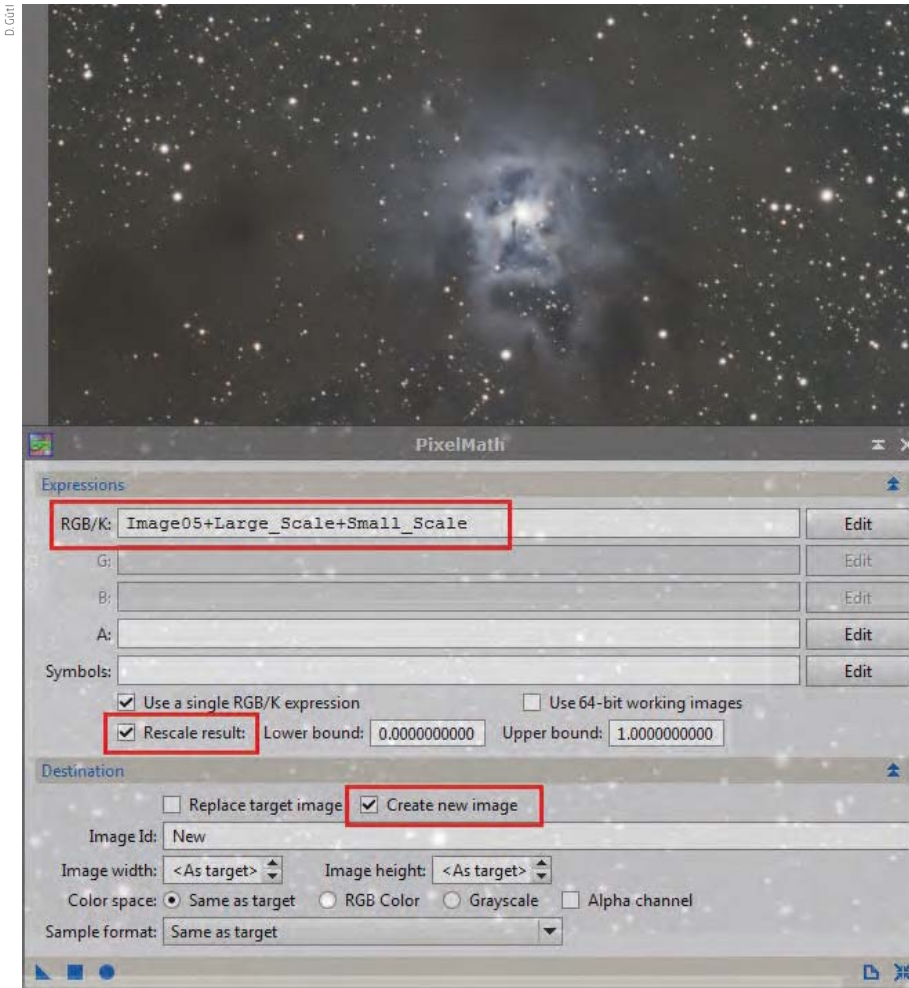 D. Gütl
PixelMath
Expressions
RGB/K: Image05+Large_Scale+Small_Scale Edit
G: Edit
B: Edit
A: Edit
Symbols: Edit
Use a single RGB/K expression Use 64-bit working images
Rescale result: Lower bound: 0.0000000000 Upper bound: 1.0000000000
Destination
Replace target image Create new image
Image Id: New
Image width: <As target> Image height: <As target>
Color space: Same as target RGB Color Grayscale Alpha channel
Sample format: Same as target